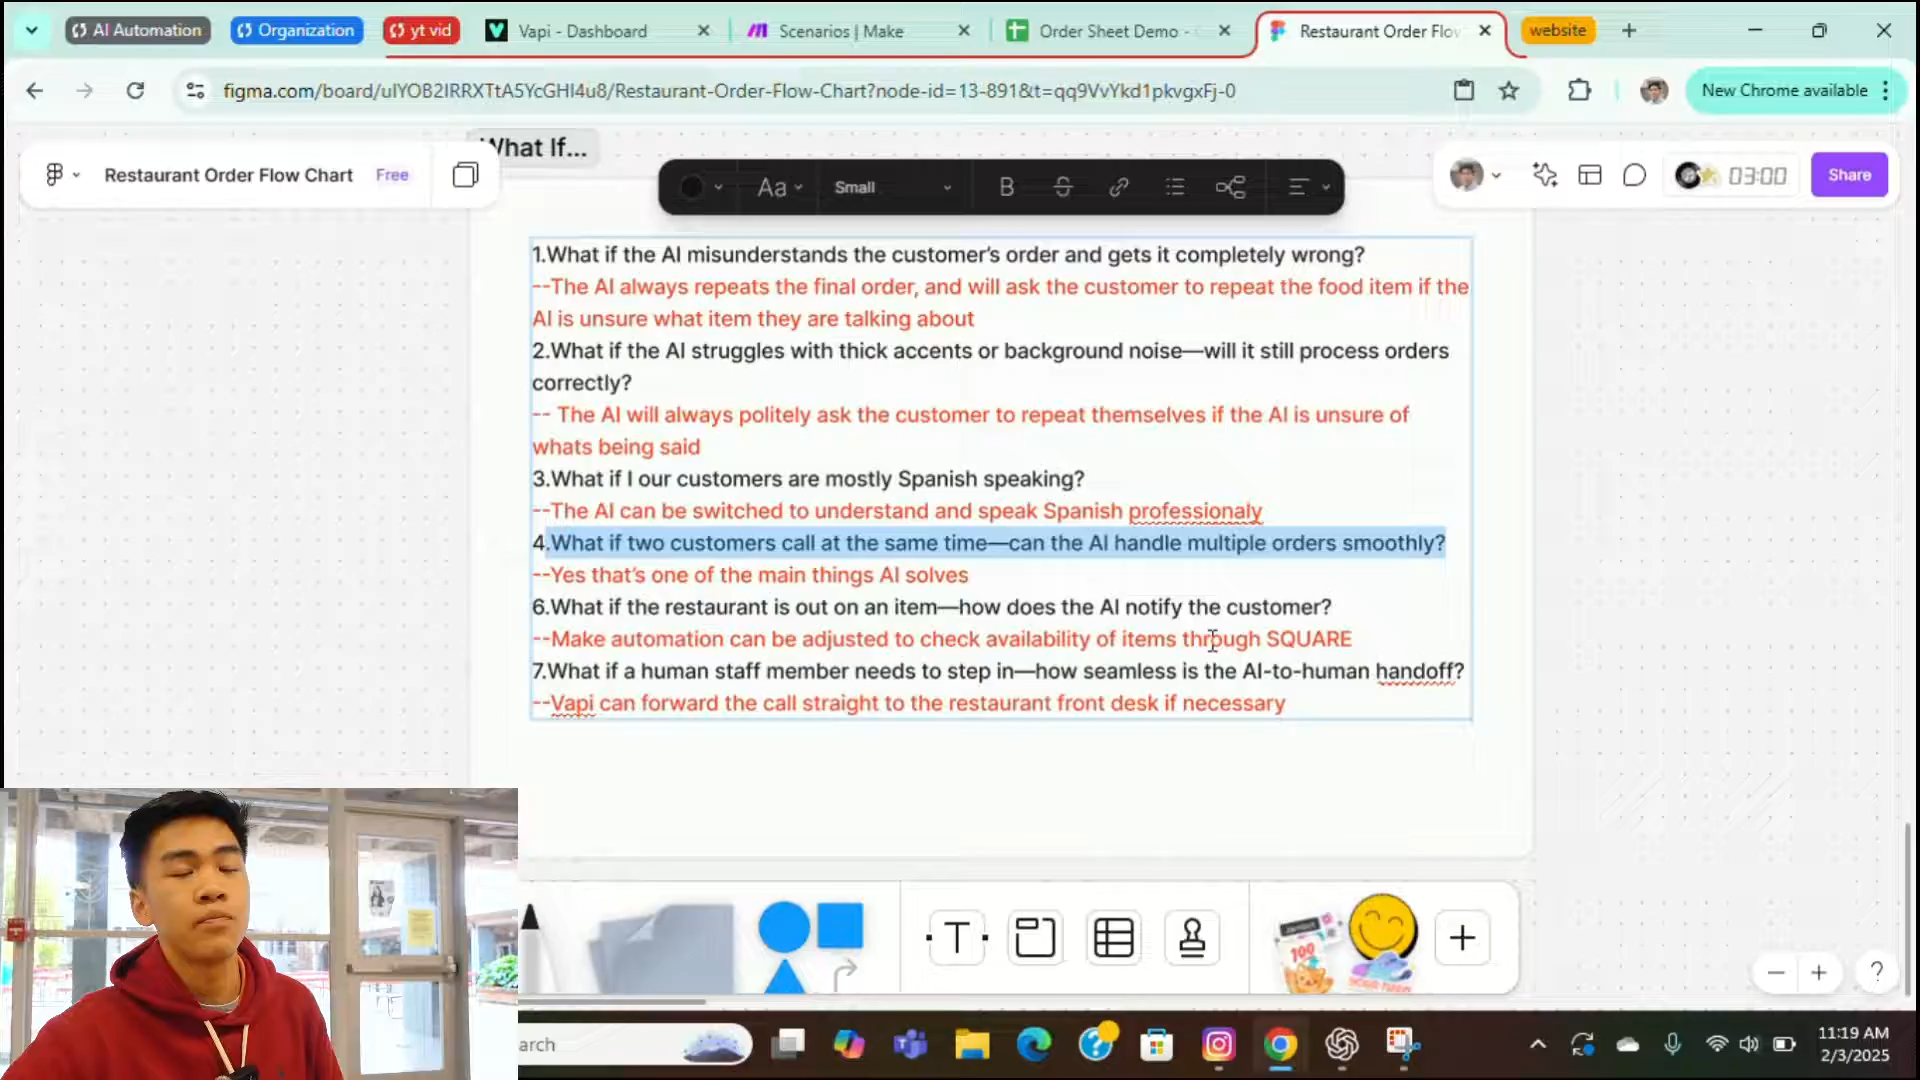 AI Automation
Organization
yt vid
Vapi - Dashboard
Scenarios | Make
Order Sheet Demo -
Restaurant Order Flo
website
figma.com/board/uIYOB2IRRXTtA5YcGHI4u8/Restaurant-Order-Flow-Chart?node-id=13-891&t=qq9VvYkd1pkvgxFj-0
New Chrome available
What If...
Restaurant Order Flow Chart
Free
Aa
Small
B
S
03:00
Share
1.What if the AI misunderstands the customer's order and gets it completely wrong?
--The AI always repeats the final order, and will ask the customer to repeat the food item if the
AI is unsure what item they are talking about
2.What if the AI struggles with thick accents or background noise—will it still process orders
correctly?
-- The AI will always politely ask the customer to repeat themselves if the AI is unsure of
whats being said
3.What if I our customers are mostly Spanish speaking?
--The AI can be switched to understand and speak Spanish professionaly
4.What if two customers call at the same time—can the AI handle multiple orders smoothly?
--Yes that's one of the main things AI solves
6.What if the restaurant is out on an item—how does the AI notify the customer?
--Make automation can be adjusted to check availability of items through SQUARE
7.What if a human staff member needs to step in—how seamless is the AI-to-human handoff?
--Vapi can forward the call straight to the restaurant front desk if necessary
T
100
?
arch
11:19 AM
2/3/2025